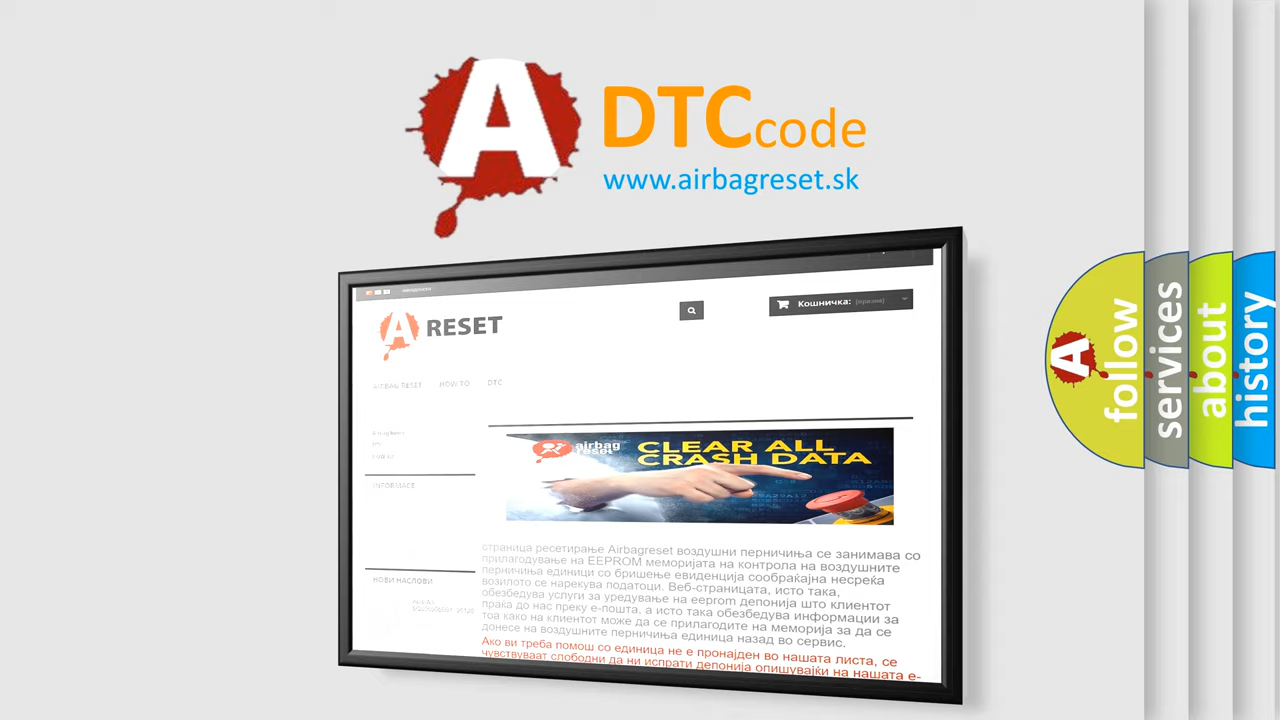 A
DTCcode
www.airbagreset.sk
Кошничка: (празни)
A RESET
AIRBAG RESET HOW TO DTC
INFORMACE
airbag reset
CLEAR ALL CRASH DATA
страница ресетирање Airbagreset воздушни перничиња се занимава со
прилагодување на EEPROM меморијата на контрола на воздушните
перничиња единици со бришење евиденција сообраќајна несреќа
возилото се нарекува податоци. Веб-страницата, исто така,
обезбедува услуги за уредување на eeprom депонија што клиентот
праќа до нас преку е-пошта, а исто така обезбедува информации за
тоа како на клиентот може да се прилагодите на меморија за да се
донесе на воздушните перничиња единица назад во сервис.
Ако ви треба помош со единица не е пронајден во нашата листа, се
чувствуваат слободни да ни испрати депонија опишувајќи на нашата е-
НОВИ НАСЛОВИ
A
follow
services
about
history